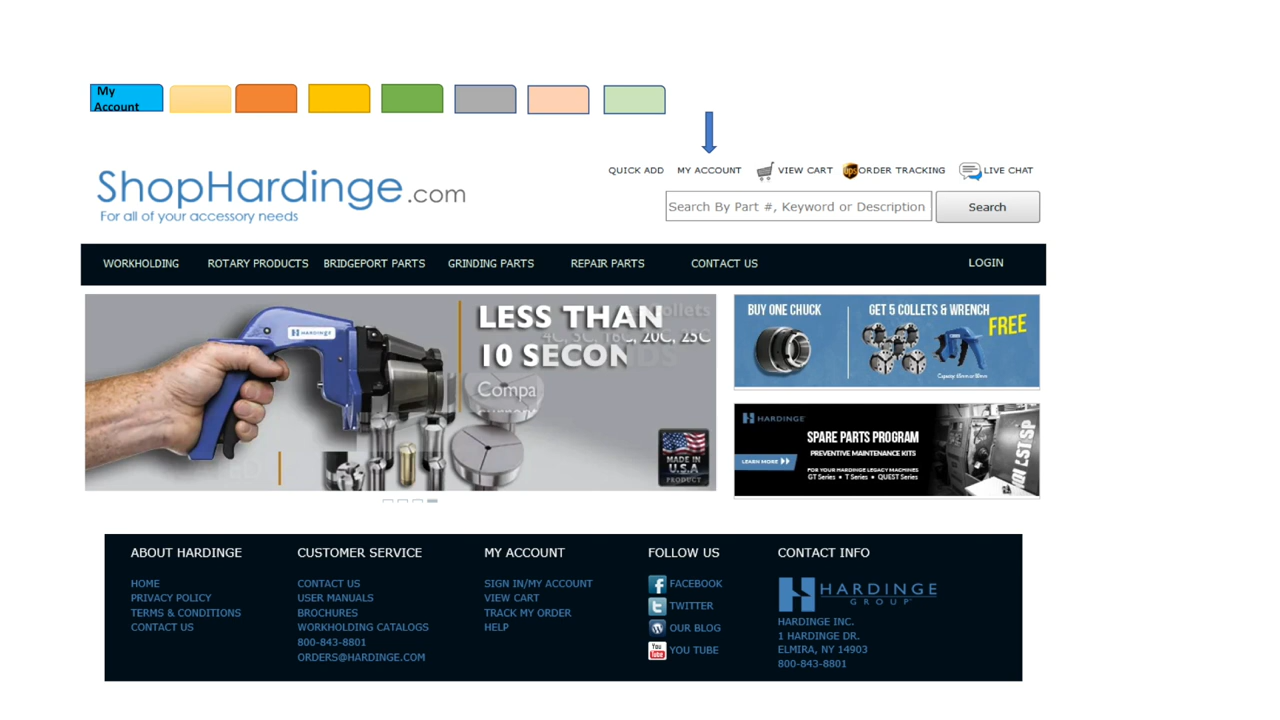 My
Account
QUICK ADD
MY ACCOUNT
VIEW CART
ups
ORDER TRACKING
LIVE CHAT
ShopHardinge.com
For all of your accessory needs
Search By Part #, Keyword or Description
Search
WORKHOLDING
ROTARY PRODUCTS
BRIDGEPORT PARTS
GRINDING PARTS
REPAIR PARTS
CONTACT US
LOGIN
HARDINGE
LESS THAN
10 SECON
Compa
20C, 25C
MADE IN
U.S.A
PRODUCT
BUY ONE CHUCK
GET 5 COLLETS & WRENCH
FREE
HARDINGE
SPARE PARTS PROGRAM
PREVENTIVE MAINTENANCE KITS
LEARN MORE
FOR YOUR HARDINGE LEGACY MACHINES
GT Series • T Series • QUEST Series
ABOUT HARDINGE
HOME
PRIVACY POLICY
TERMS & CONDITIONS
CONTACT US
CUSTOMER SERVICE
CONTACT US
USER MANUALS
BROCHURES
WORKHOLDING CATALOGS
800-843-8801
ORDERS@HARDINGE.COM
MY ACCOUNT
SIGN IN/MY ACCOUNT
VIEW CART
TRACK MY ORDER
HELP
FOLLOW US
FACEBOOK
TWITTER
OUR BLOG
You Tube
YOU TUBE
CONTACT INFO
HARDINGE
GROUP
HARDINGE INC.
1 HARDINGE DR.
ELMIRA, NY 14903
800-843-8801